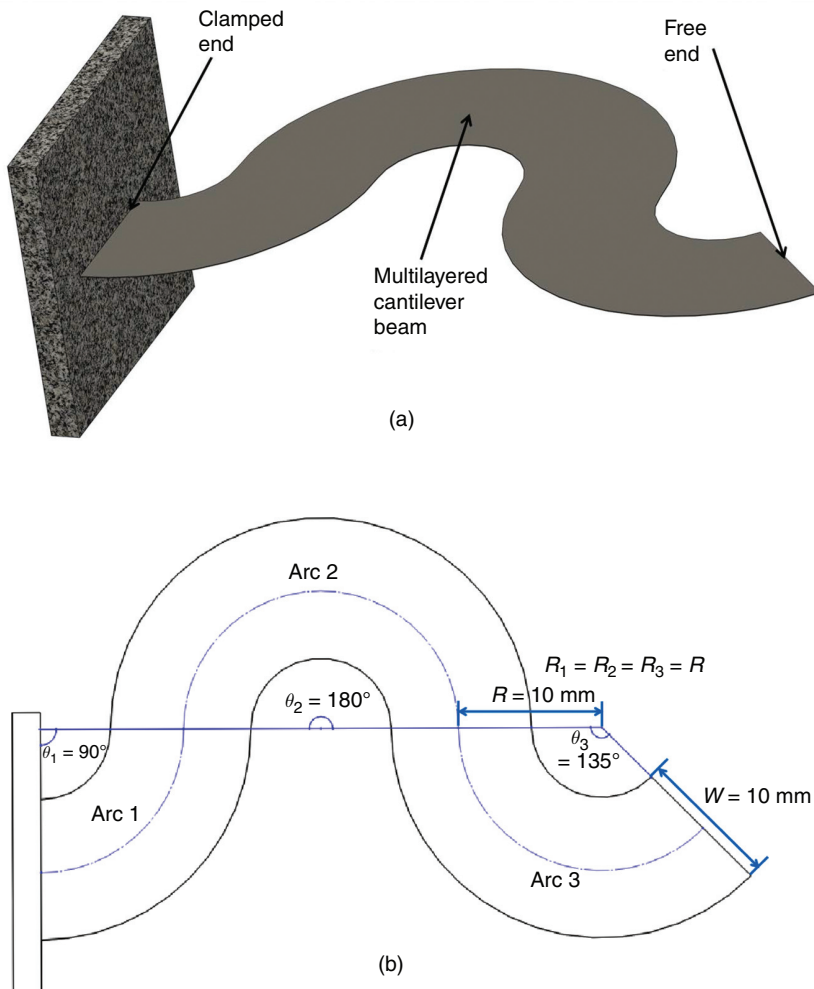 Clamped
end
Free
end
Multilayered
cantilever
beam
(a)
Arc 2
R₁ = R₂ = R₃ = R
R = 10 mm
θ₂ = 180°
θ₁ = 90°
θ₃
= 135°
W = 10 mm
Arc 1
Arc 3
(b)